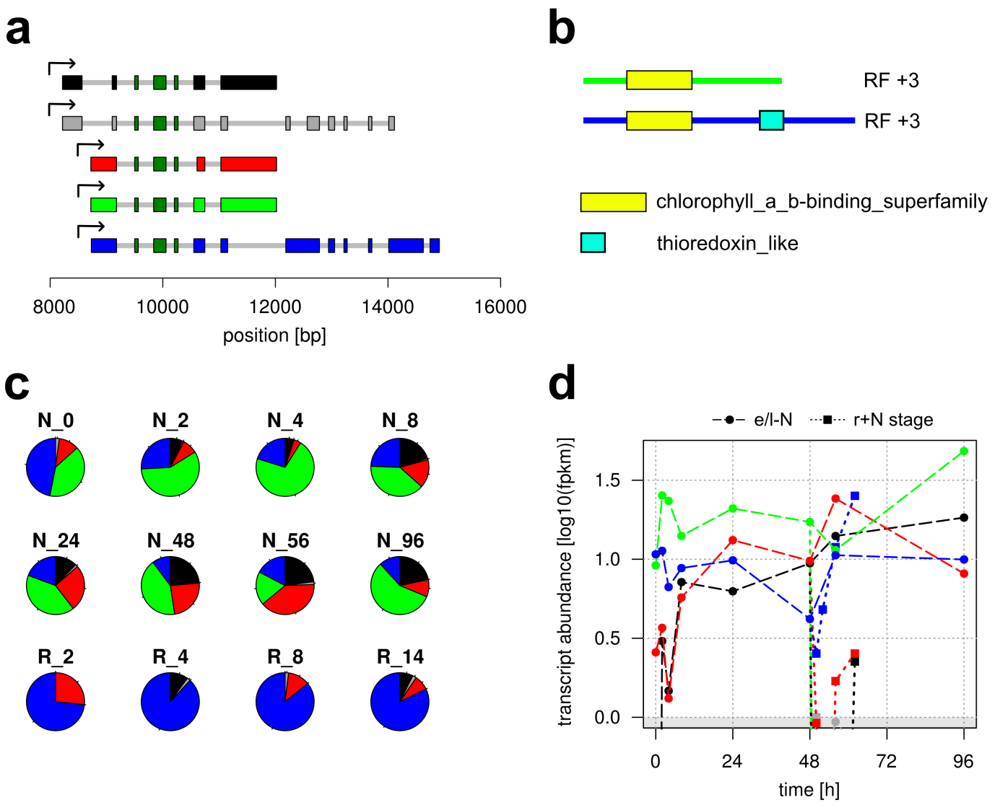 a
8000 10000 12000 14000 16000
position [bp]
b
RF +3
RF +3
chlorophyll_a_b-binding_superfamily
thioredoxin_like
c
N_0 N_2 N_4 N_8
N_24 N_48 N_56 N_96
R_2 R_4 R_8 R_14
d
e/l-N r+N stage
transcript abundance [log10(fpkm)]
1.5
1.0
0.5
0.0
0 24 48 72 96
time [h]